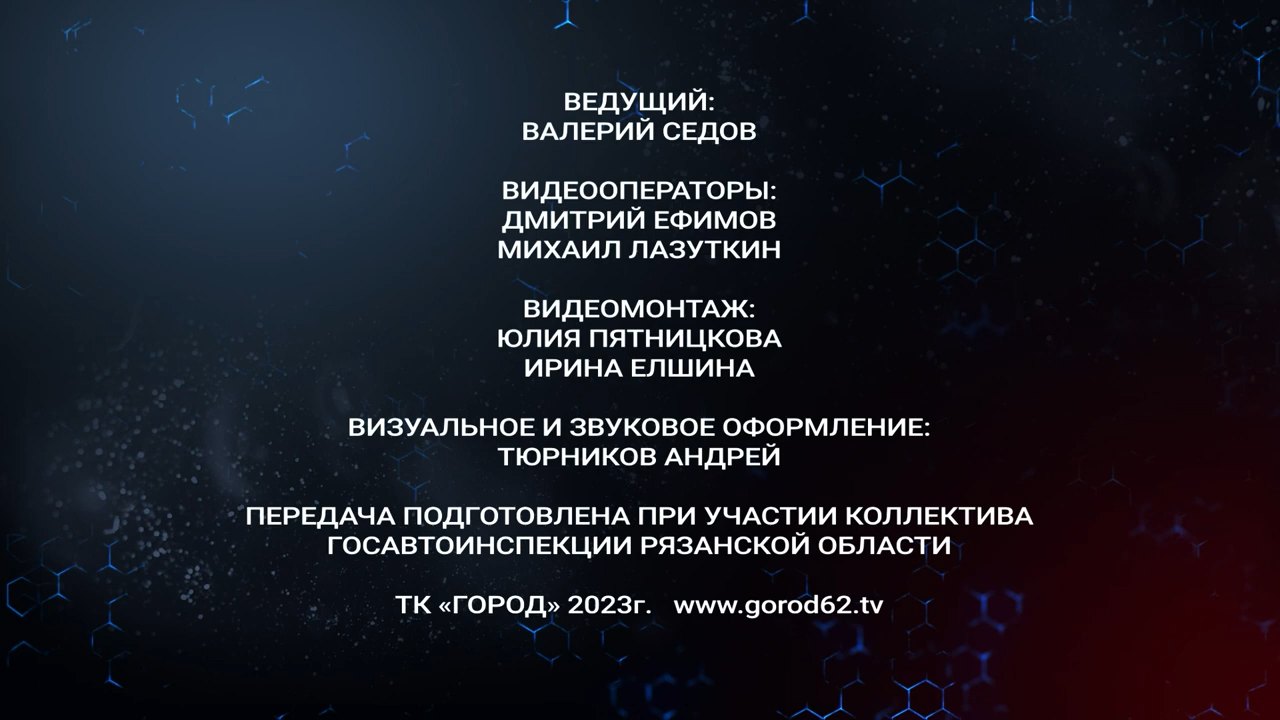 ВЕДУЩИЙ:
ВАЛЕРИЙ СЕДОВ
ВИДЕООПЕРАТОРЫ:
ДМИТРИЙ ЕФИМОВ
МИХАИЛ ЛАЗУТКИН
ВИДЕОМОНТАЖ:
ЮЛИЯ ПЯТНИЦКОВА
ИРИНА ЕЛШИНА
ВИЗУАЛЬНОЕ И ЗВУКОВОЕ ОФОРМЛЕНИЕ:
ТЮРНИКОВ АНДРЕЙ
ПЕРЕДАЧА ПОДГОТОВЛЕНА ПРИ УЧАСТИИ КОЛЛЕКТИВА
ГОСАВТОИНСПЕКЦИИ РЯЗАНСКОЙ ОБЛАСТИ
ТК «ГОРОД» 2023г. www.gorod62.tv